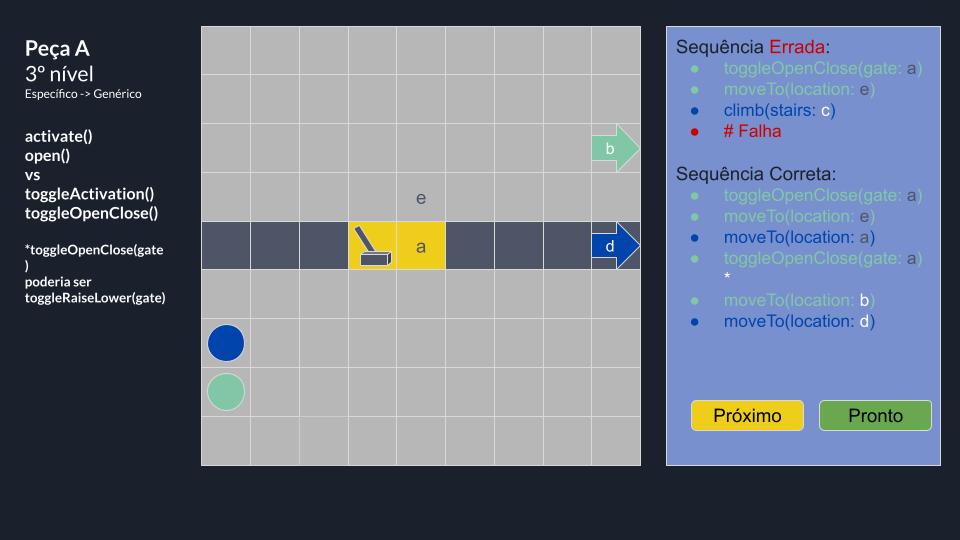 Peça A
3º nível
Específico -> Genérico
activate()
open()
vs
toggleActivation()
toggleOpenClose()
*toggleOpenClose(gate
)
poderia ser
toggleRaiseLower(gate)
b
e
a
d
Sequência Errada:
● toggleOpenClose(gate: a)
● moveTo(location: e)
● climb(stairs: c)
● # Falha
Sequência Correta:
● toggleOpenClose(gate: a)
● moveTo(location: e)
● moveTo(location: a)
● toggleOpenClose(gate: a)
*
● moveTo(location: b)
● moveTo(location: d)
Próximo
Pronto